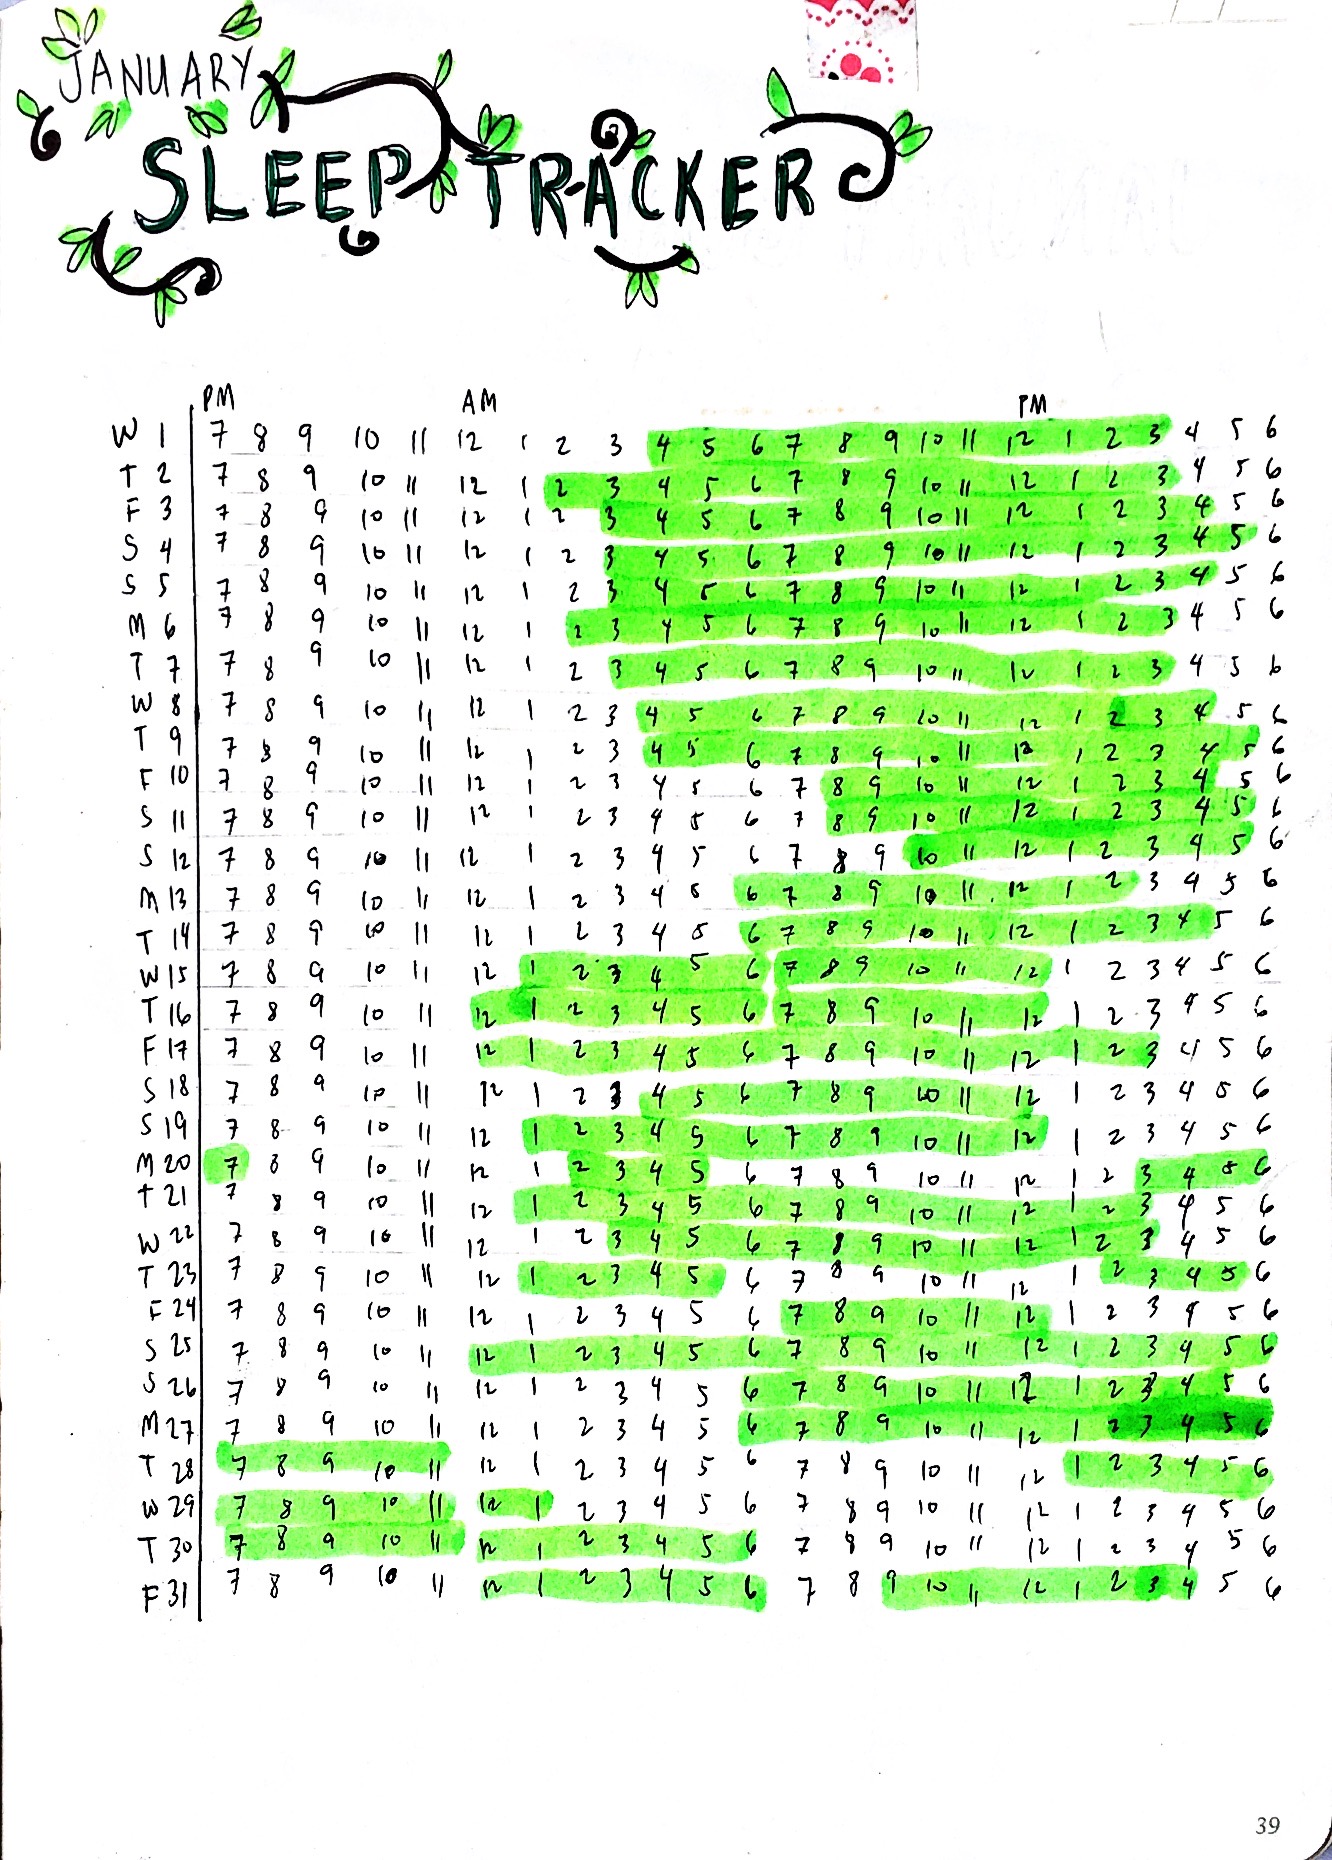 JANUARY
SLEEP TRACKER
PM AM PM
W 1 7 8 9 10 11 12 1 2 3 4 5 6 7 8 9 10 11 12 1 2 3 4 5 6
T 2 7 8 9 10 11 12 1 2 3 4 5 6 7 8 9 10 11 12 1 2 3 4 5 6
F 3 7 8 9 10 11 12 1 2 3 4 5 6 7 8 9 10 11 12 1 2 3 4 5 6
S 4 7 8 9 10 11 12 1 2 3 4 5 6 7 8 9 10 11 12 1 2 3 4 5 6
S 5 7 8 9 10 11 12 1 2 3 4 5 6 7 8 9 10 11 12 1 2 3 4 5 6
M 6 7 8 9 10 11 12 1 2 3 4 5 6 7 8 9 10 11 12 1 2 3 4 5 6
T 7 7 8 9 10 11 12 1 2 3 4 5 6 7 8 9 10 11 12 1 2 3 4 5 6
W 8 7 8 9 10 11 12 1 2 3 4 5 6 7 8 9 10 11 12 1 2 3 4 5 6
T 9 7 8 9 10 11 12 1 2 3 4 5 6 7 8 9 10 11 12 1 2 3 4 5 6
F 10 7 8 9 10 11 12 1 2 3 4 5 6 7 8 9 10 11 12 1 2 3 4 5 6
S 11 7 8 9 10 11 12 1 2 3 4 5 6 7 8 9 10 11 12 1 2 3 4 5 6
S 12 7 8 9 10 11 12 1 2 3 4 5 6 7 8 9 10 11 12 1 2 3 4 5 6
M 13 7 8 9 10 11 12 1 2 3 4 5 6 7 8 9 10 11 12 1 2 3 4 5 6
T 14 7 8 9 10 11 12 1 2 3 4 5 6 7 8 9 10 11 12 1 2 3 4 5 6
W 15 7 8 9 10 11 12 1 2 3 4 5 6 7 8 9 10 11 12 1 2 3 4 5 6
T 16 7 8 9 10 11 12 1 2 3 4 5 6 7 8 9 10 11 12 1 2 3 4 5 6
F 17 7 8 9 10 11 12 1 2 3 4 5 6 7 8 9 10 11 12 1 2 3 4 5 6
S 18 7 8 9 10 11 12 1 2 3 4 5 6 7 8 9 10 11 12 1 2 3 4 5 6
S 19 7 8 9 10 11 12 1 2 3 4 5 6 7 8 9 10 11 12 1 2 3 4 5 6
M 20 7 8 9 10 11 12 1 2 3 4 5 6 7 8 9 10 11 12 1 2 3 4 5 6
T 21 7 8 9 10 11 12 1 2 3 4 5 6 7 8 9 10 11 12 1 2 3 4 5 6
W 22 7 8 9 10 11 12 1 2 3 4 5 6 7 8 9 10 11 12 1 2 3 4 5 6
T 23 7 8 9 10 11 12 1 2 3 4 5 6 7 8 9 10 11 12 1 2 3 4 5 6
F 24 7 8 9 10 11 12 1 2 3 4 5 6 7 8 9 10 11 12 1 2 3 4 5 6
S 25 7 8 9 10 11 12 1 2 3 4 5 6 7 8 9 10 11 12 1 2 3 4 5 6
S 26 7 8 9 10 11 12 1 2 3 4 5 6 7 8 9 10 11 12 1 2 3 4 5 6
M 27 7 8 9 10 11 12 1 2 3 4 5 6 7 8 9 10 11 12 1 2 3 4 5 6
T 28 7 8 9 10 11 12 1 2 3 4 5 6 7 8 9 10 11 12 1 2 3 4 5 6
W 29 7 8 9 10 11 12 1 2 3 4 5 6 7 8 9 10 11 12 1 2 3 4 5 6
T 30 7 8 9 10 11 12 1 2 3 4 5 6 7 8 9 10 11 12 1 2 3 4 5 6
F 31 7 8 9 10 11 12 1 2 3 4 5 6 7 8 9 10 11 12 1 2 3 4 5 6
39